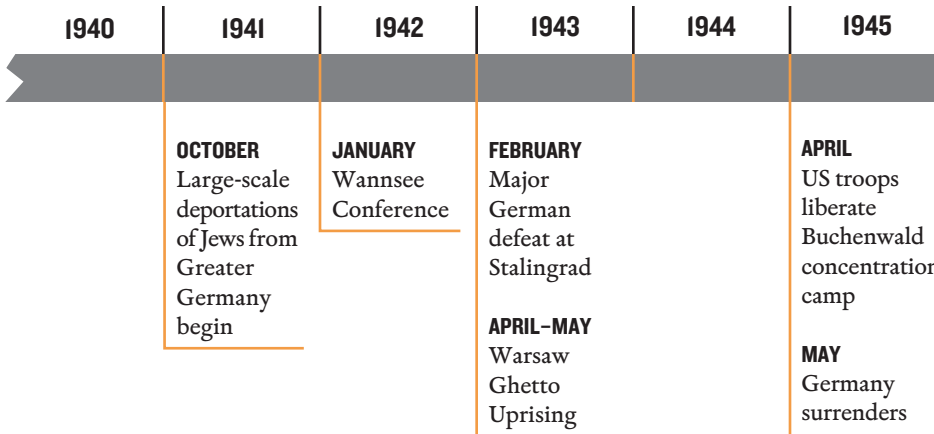 1940 1941 1942 1943 1944 1945
OCTOBER
Large-scale
deportations
of Jews from
Greater
Germany
begin
JANUARY
Wannsee
Conference
FEBRUARY
Major
German
defeat at
Stalingrad
APRIL–MAY
Warsaw
Ghetto
Uprising
APRIL
US troops
liberate
Buchenwald
concentration
camp
MAY
Germany
surrenders